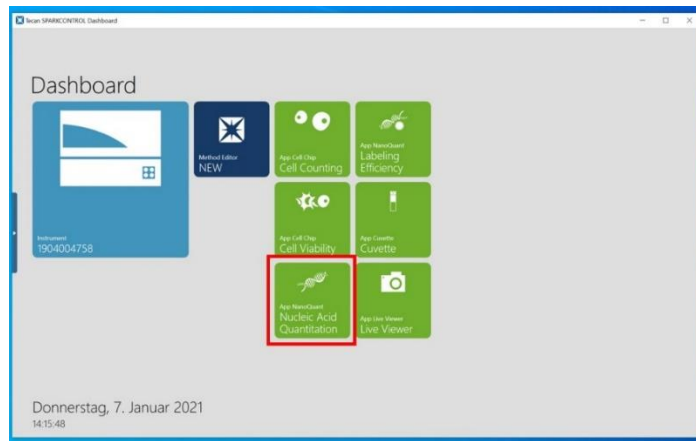 Tecan SPARKCONTROL Dashboard
Dashboard
Instrument
1904004758
Method Editor
NEW
App Cell Chip
Cell Counting
App NanoQuant
Labeling
Efficiency
App Cell Chip
Cell Viability
App Cuvette
Cuvette
App NanoQuant
Nucleic Acid
Quantitation
App Live Viewer
Live Viewer
Donnerstag, 7. Januar 2021
14:15:48